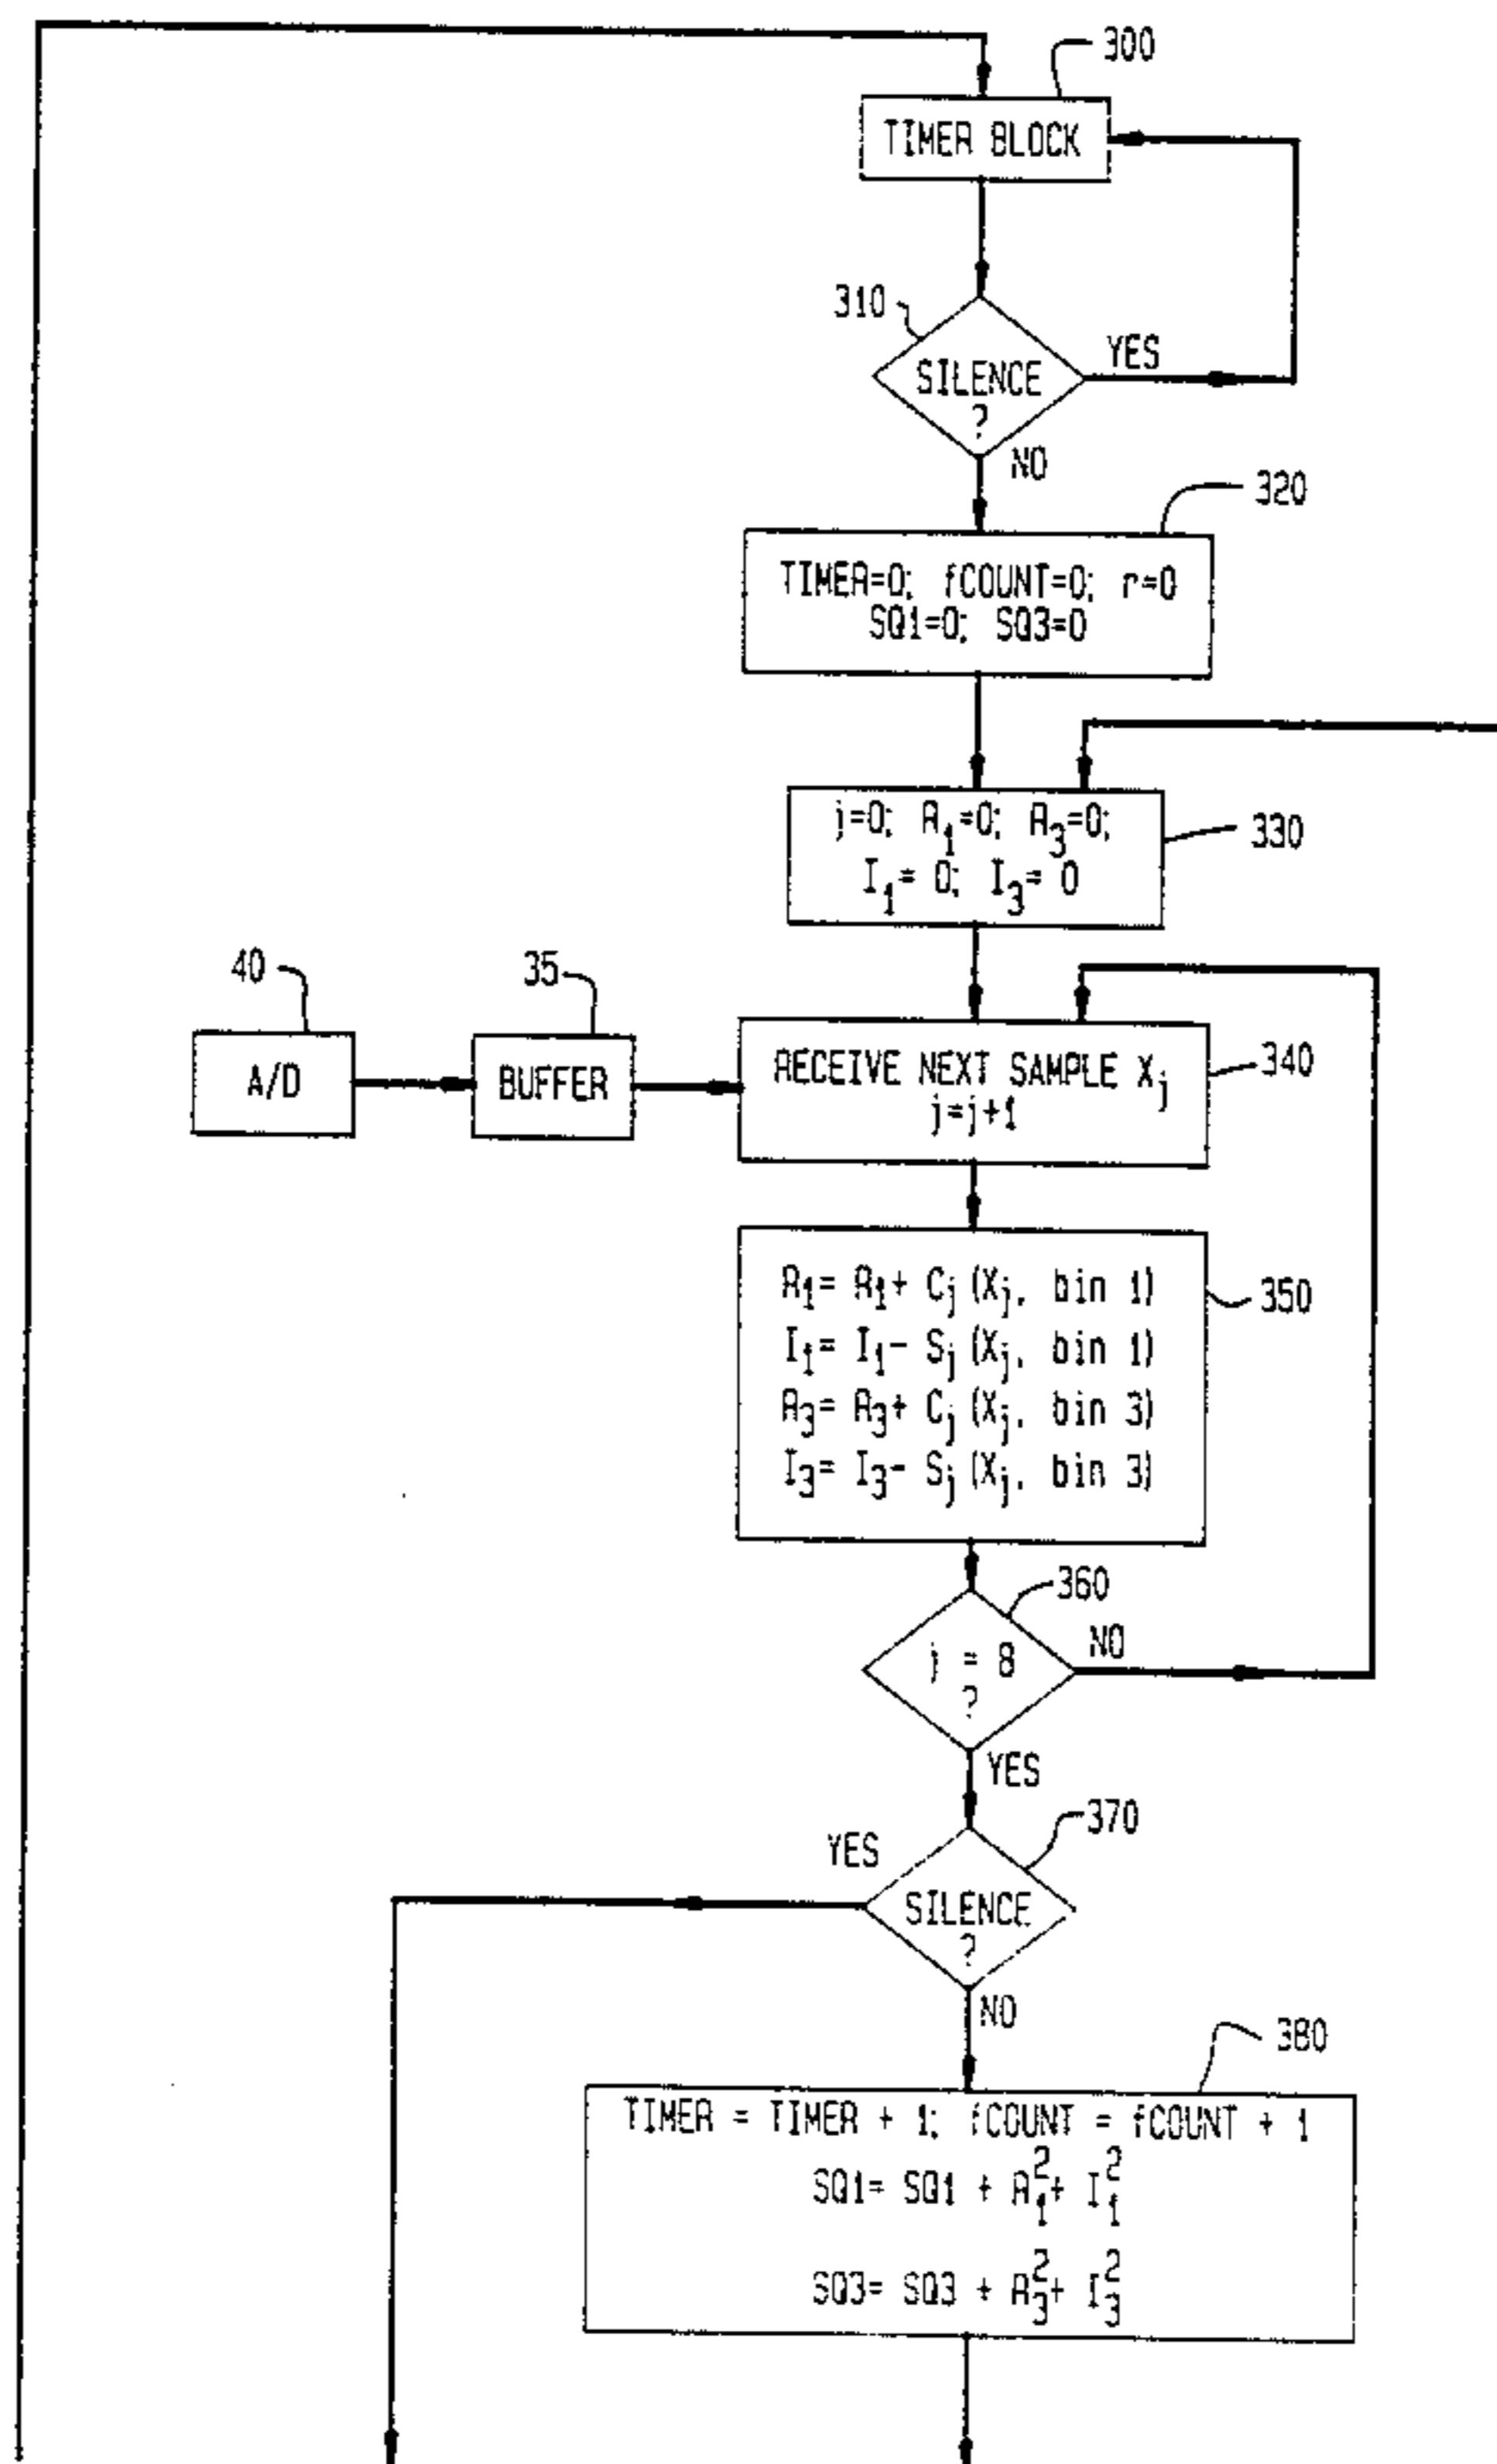 300
TIMER BLOCK
310
SILENCE
?
YES
NO
320
TIMER=0; fCOUNT=0; r=0
SQ1=0; SQ3=0
j=0; R₁=0; R₃=0;
I₁= 0; I₃= 0
330
40
35
A/D
BUFFER
RECEIVE NEXT SAMPLE Xⱼ
j=j+1
340
R₁= R₁+ Cⱼ (Xⱼ, bin 1)
I₁= I₁- Sⱼ (Xⱼ, bin 1)
R₃= R₃+ Cⱼ (Xⱼ, bin 3)
I₃= I₃- Sⱼ (Xⱼ, bin 3)
350
360
j = 8
?
NO
YES
370
YES
SILENCE
?
NO
380
TIMER = TIMER + 1; fCOUNT = fCOUNT + 1
SQ1= SQ1 + R₁²+ I₁²
SQ3= SQ3 + R₃²+ I₃²